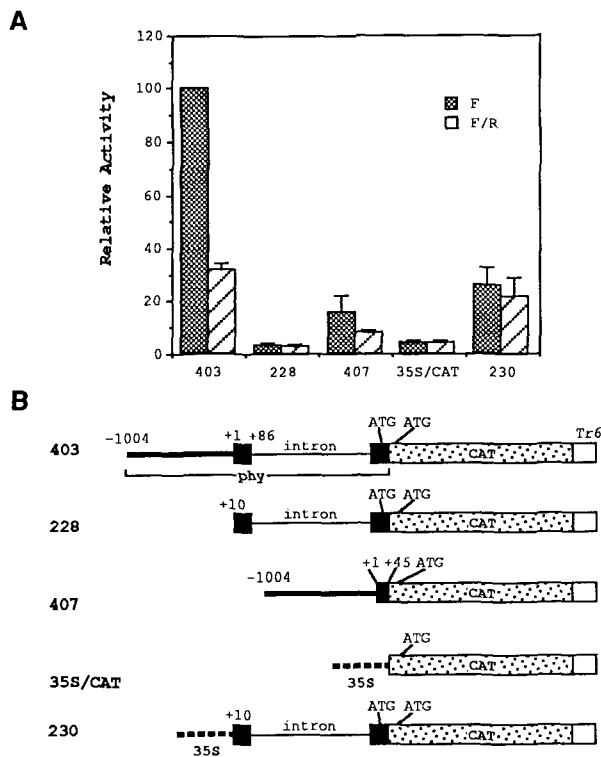 A
Relative Activity
120
100
80
60
40
20
0
F
F/R
403 228 407 35S/CAT 230
B
403
-1004
+1 +86
intron
ATG ATG
CAT
Tr6
phy
228
+10
intron
ATG ATG
CAT
407
-1004
+1 +45 ATG
CAT
35S/CAT
35S
ATG
CAT
230
35S
+10
intron
ATG ATG
CAT